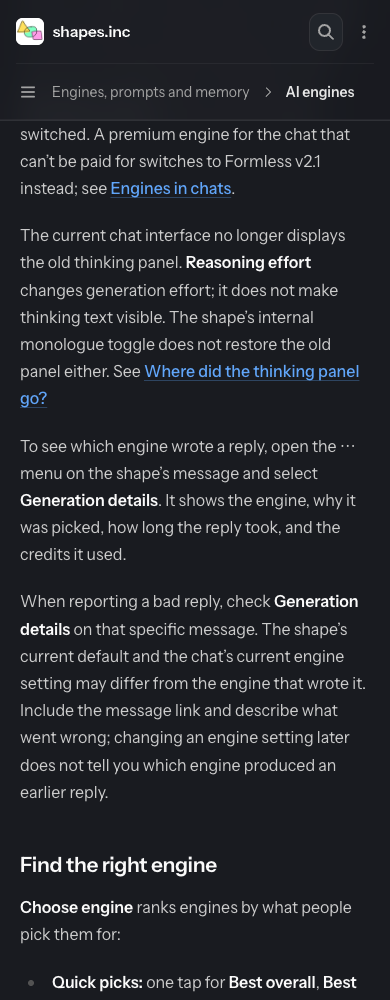 shapes.inc
Engines, prompts and memory > AI engines
switched. A premium engine for the chat that
can't be paid for switches to Formless v2.1
instead; see Engines in chats.
The current chat interface no longer displays
the old thinking panel. Reasoning effort
changes generation effort; it does not make
thinking text visible. The shape's internal
monologue toggle does not restore the old
panel either. See Where did the thinking panel
go?
To see which engine wrote a reply, open the ···
menu on the shape's message and select
Generation details. It shows the engine, why it
was picked, how long the reply took, and the
credits it used.
When reporting a bad reply, check Generation
details on that specific message. The shape's
current default and the chat's current engine
setting may differ from the engine that wrote it.
Include the message link and describe what
went wrong; changing an engine setting later
does not tell you which engine produced an
earlier reply.
Find the right engine
Choose engine ranks engines by what people
pick them for:
• Quick picks: one tap for Best overall, Best